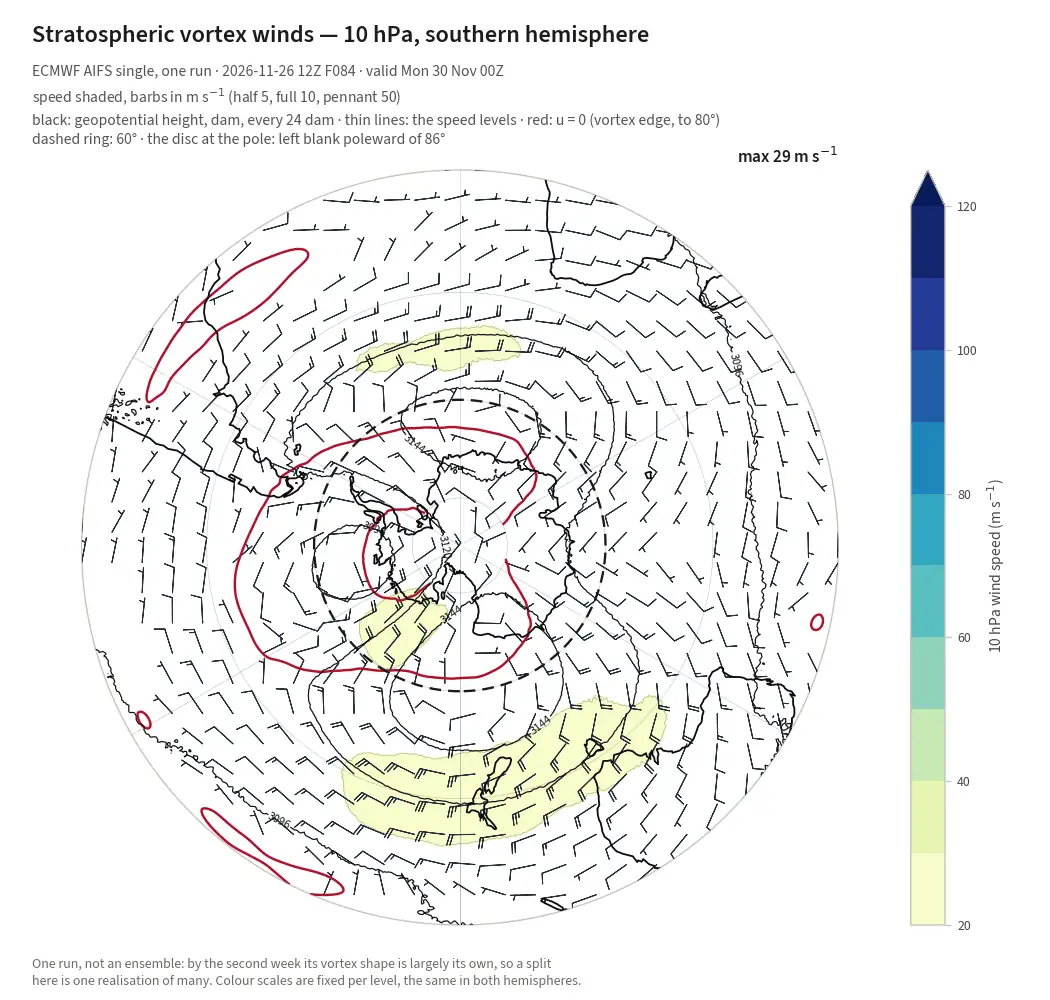 Stratospheric vortex winds — 10 hPa, southern hemisphere
ECMWF AIFS single, one run · 2026-11-26 12Z F084 · valid Mon 30 Nov 00Z
speed shaded, barbs in m s⁻¹ (half 5, full 10, pennant 50)
black: geopotential height, dam, every 24 dam · thin lines: the speed levels · red: u = 0 (vortex edge, to 80°)
dashed ring: 60° · the disc at the pole: left blank poleward of 86°
max 29 m s⁻¹
120
100
80
60
40
20
10 hPa wind speed (m s⁻¹)
3096
3144
3120
3144
3144
3096
One run, not an ensemble: by the second week its vortex shape is largely its own, so a split
here is one realisation of many. Colour scales are fixed per level, the same in both hemispheres.